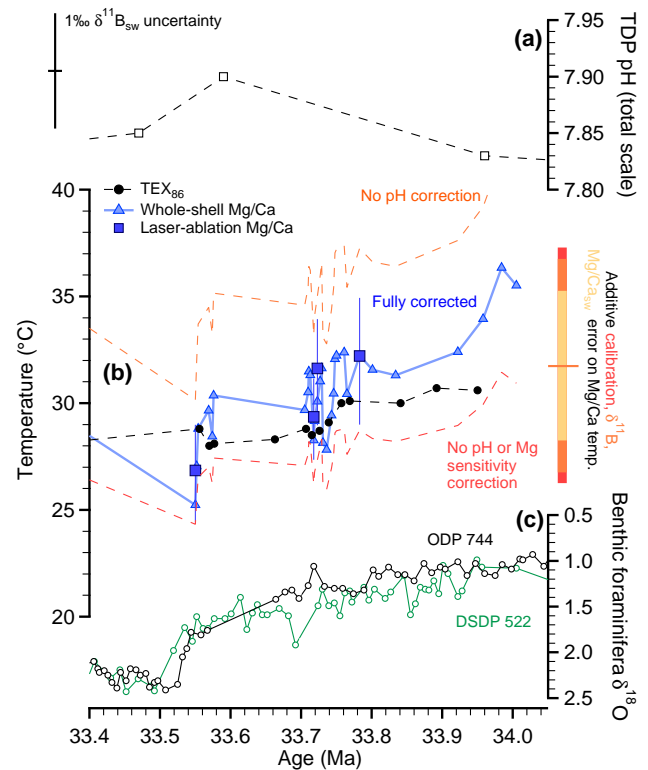 1‰ δ11Bsw uncertainty
(a)
7.95
7.90
7.85
7.80
TDP pH (total scale)
40
35
30
25
20
Temperature (°C)
TEX86
Whole-shell Mg/Ca
Laser-ablation Mg/Ca
No pH correction
Fully corrected
(b)
No pH or Mg
sensitivity
correction
Additive calibration, δ11B,
Mg/Casw error on Mg/Ca temp.
(c)
ODP 744
DSDP 522
0.5
1.0
1.5
2.0
2.5
Benthic foraminifera δ18O
33.4
33.5
33.6
33.7
33.8
33.9
34.0
Age (Ma)